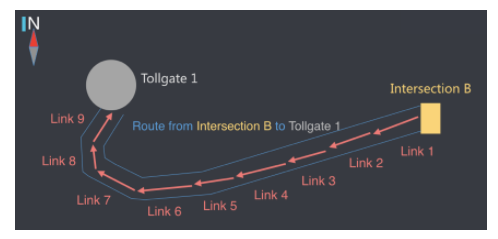 N
Tollgate 1
Intersection B
Link 9
Route from Intersection B to Tollgate 1
Link 1
Link 8
Link 2
Link 3
Link 4
Link 7
Link 5
Link 6